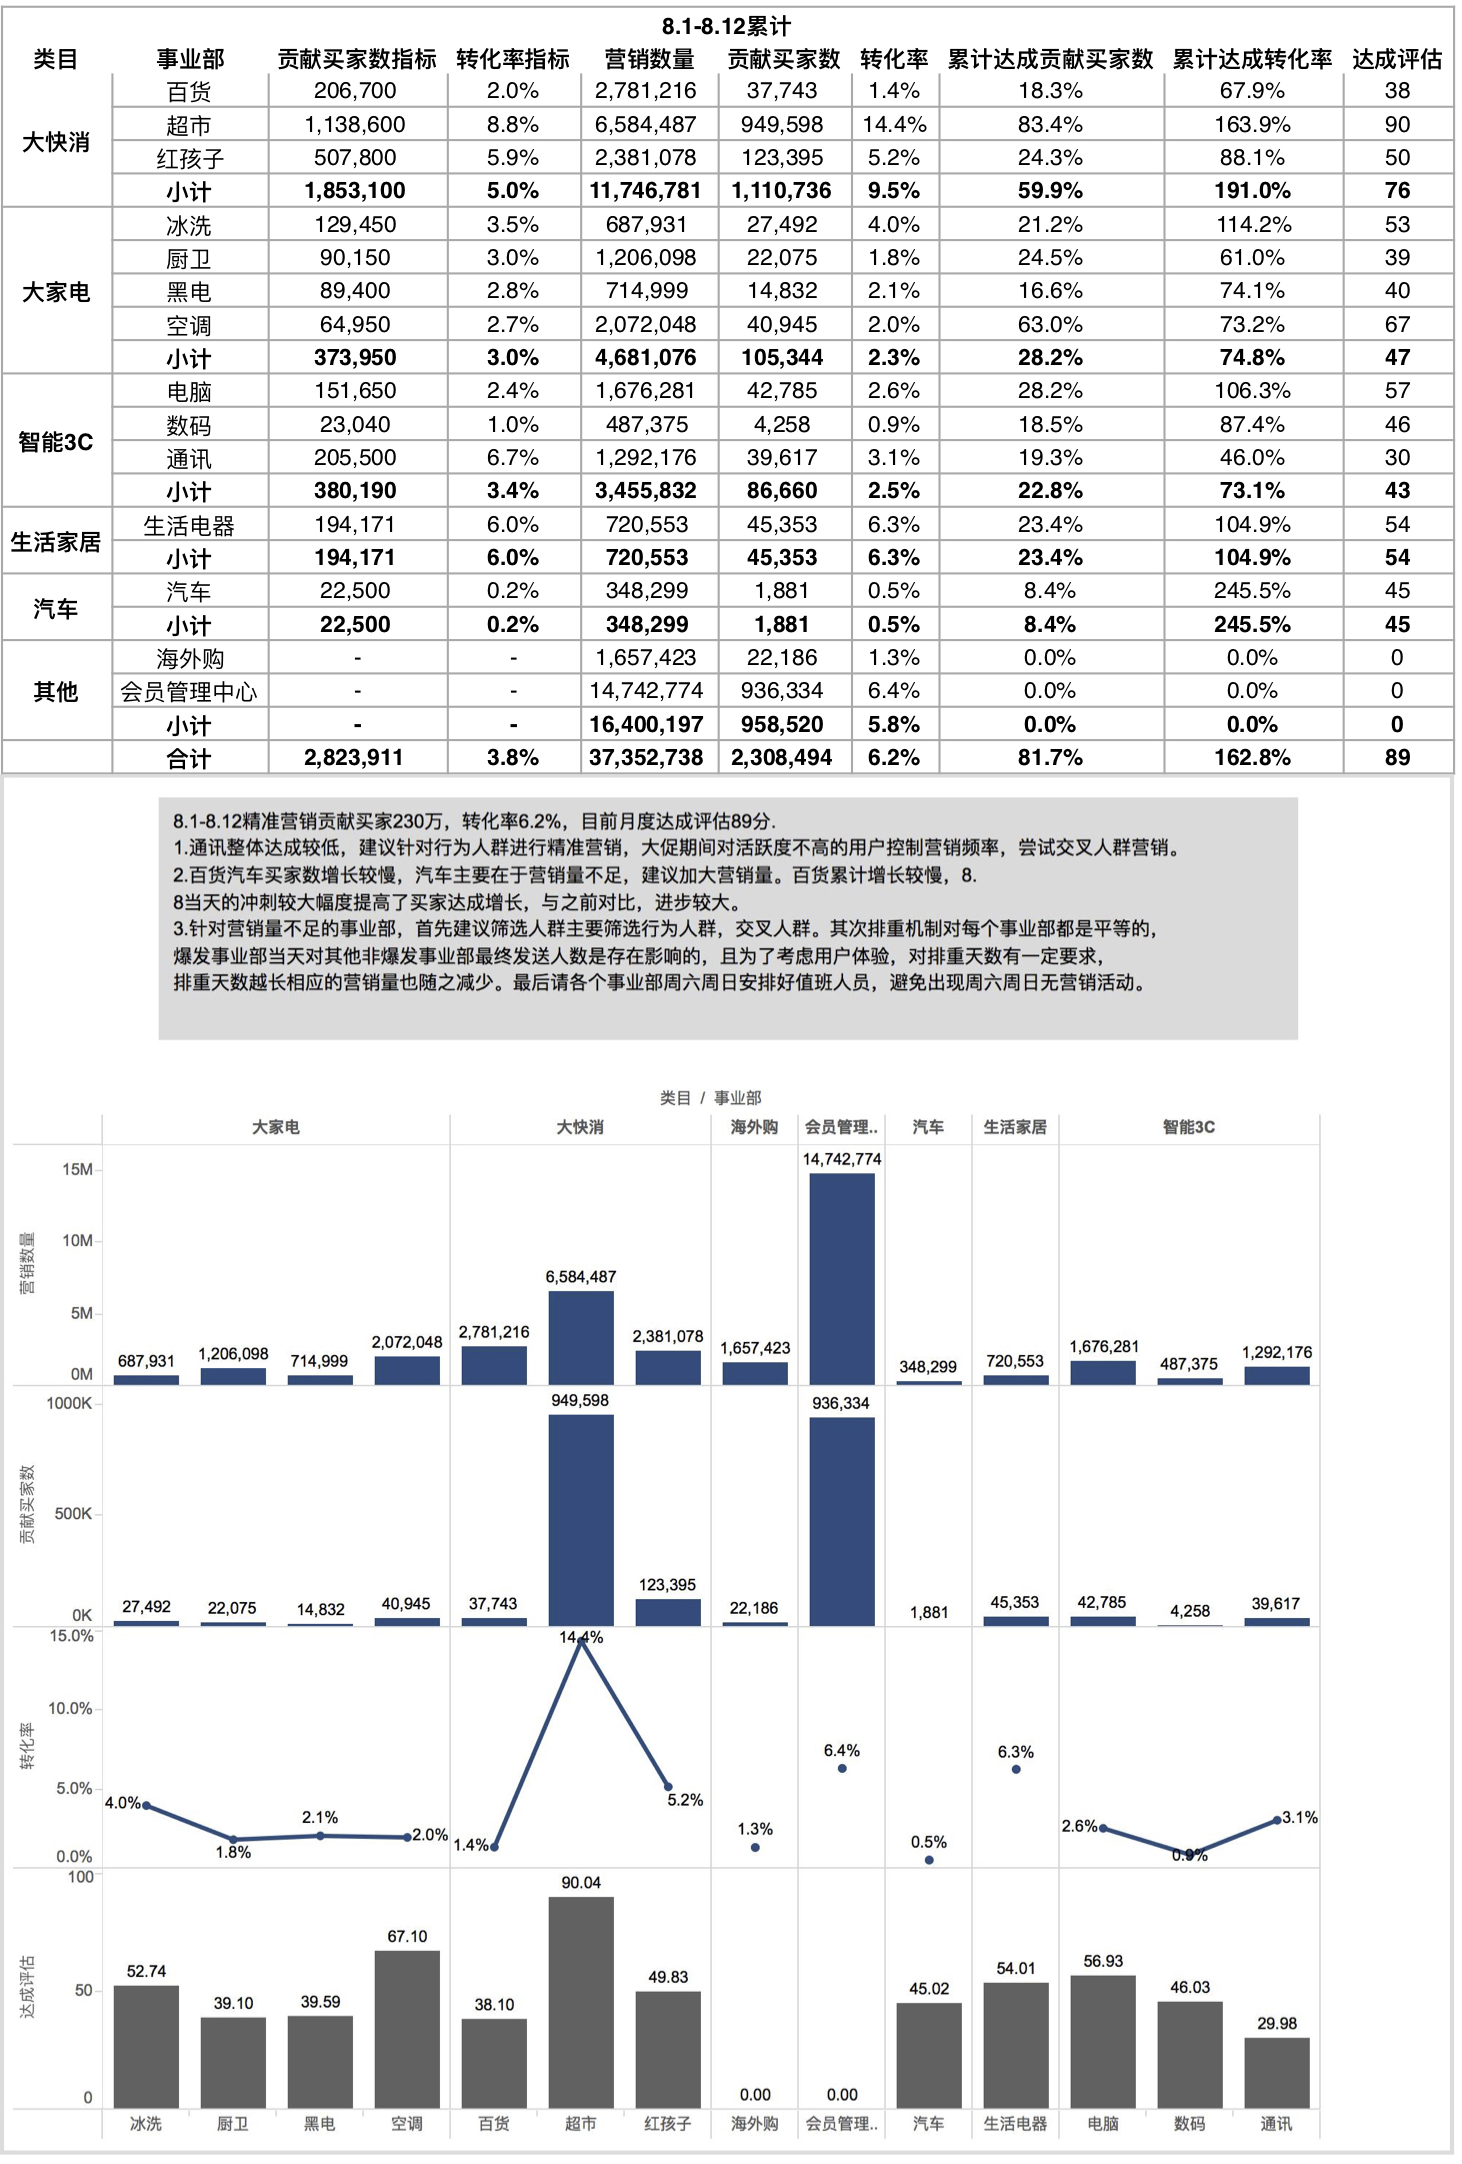 8.1-8.12累计
类目 事业部 贡献买家数指标 转化率指标 营销数量 贡献买家数 转化率 累计达成贡献买家数 累计达成转化率 达成评估
大快消
百货 206,700 2.0% 2,781,216 37,743 1.4% 18.3% 67.9% 38
超市 1,138,600 8.8% 6,584,487 949,598 14.4% 83.4% 163.9% 90
红孩子 507,800 5.9% 2,381,078 123,395 5.2% 24.3% 88.1% 50
小计 1,853,100 5.0% 11,746,781 1,110,736 9.5% 59.9% 191.0% 76
大家电
冰洗 129,450 3.5% 687,931 27,492 4.0% 21.2% 114.2% 53
厨卫 90,150 3.0% 1,206,098 22,075 1.8% 24.5% 61.0% 39
黑电 89,400 2.8% 714,999 14,832 2.1% 16.6% 74.1% 40
空调 64,950 2.7% 2,072,048 40,945 2.0% 63.0% 73.2% 67
小计 373,950 3.0% 4,681,076 105,344 2.3% 28.2% 74.8% 47
智能3C
电脑 151,650 2.4% 1,676,281 42,785 2.6% 28.2% 106.3% 57
数码 23,040 1.0% 487,375 4,258 0.9% 18.5% 87.4% 46
通讯 205,500 6.7% 1,292,176 39,617 3.1% 19.3% 46.0% 30
小计 380,190 3.4% 3,455,832 86,660 2.5% 22.8% 73.1% 43
生活家居
生活电器 194,171 6.0% 720,553 45,353 6.3% 23.4% 104.9% 54
小计 194,171 6.0% 720,553 45,353 6.3% 23.4% 104.9% 54
汽车
汽车 22,500 0.2% 348,299 1,881 0.5% 8.4% 245.5% 45
小计 22,500 0.2% 348,299 1,881 0.5% 8.4% 245.5% 45
其他
海外购 - - 1,657,423 22,186 1.3% 0.0% 0.0% 0
会员管理中心 - - 14,742,774 936,334 6.4% 0.0% 0.0% 0
小计 - - 16,400,197 958,520 5.8% 0.0% 0.0% 0
合计 2,823,911 3.8% 37,352,738 2,308,494 6.2% 81.7% 162.8% 89
8.1-8.12精准营销贡献买家230万，转化率6.2%，目前月度达成评估89分.
1.通讯整体达成较低，建议针对行为人群进行精准营销，大促期间对活跃度不高的用户控制营销频率，尝试交叉人群营销。
2.百货汽车买家数增长较慢，汽车主要在于营销量不足，建议加大营销量。百货累计增长较慢，8.
8当天的冲刺较大幅度提高了买家达成增长，与之前对比，进步较大。
3.针对营销量不足的事业部，首先建议筛选人群主要筛选行为人群，交叉人群。其次排重机制对每个事业部都是平等的，
爆发事业部当天对其他非爆发事业部最终发送人数是存在影响的，且为了考虑用户体验，对排重天数有一定要求，
排重天数越长相应的营销量也随之减少。最后请各个事业部周六周日安排好值班人员，避免出现周六周日无营销活动。
类目 / 事业部
大家电 大快消 海外购 会员管理.. 汽车 生活家居 智能3C
营销数量
15M
10M
5M
0M
687,931 1,206,098 714,999 2,072,048 2,781,216 6,584,487 2,381,078 1,657,423 14,742,774 348,299 720,553 1,676,281 487,375 1,292,176
贡献买家数
1000K
500K
0K
27,492 22,075 14,832 40,945 37,743 949,598 123,395 22,186 936,334 1,881 45,353 42,785 4,258 39,617
转化率
15.0%
10.0%
5.0%
0.0%
4.0% 1.8% 2.1% 2.0% 1.4% 14.4% 5.2% 1.3% 6.4% 0.5% 6.3% 2.6% 0.9% 3.1%
达成评估
100
50
0
52.74 39.10 39.59 67.10 38.10 90.04 49.83 0.00 0.00 45.02 54.01 56.93 46.03 29.98
冰洗 厨卫 黑电 空调 百货 超市 红孩子 海外购 会员管理.. 汽车 生活电器 电脑 数码 通讯